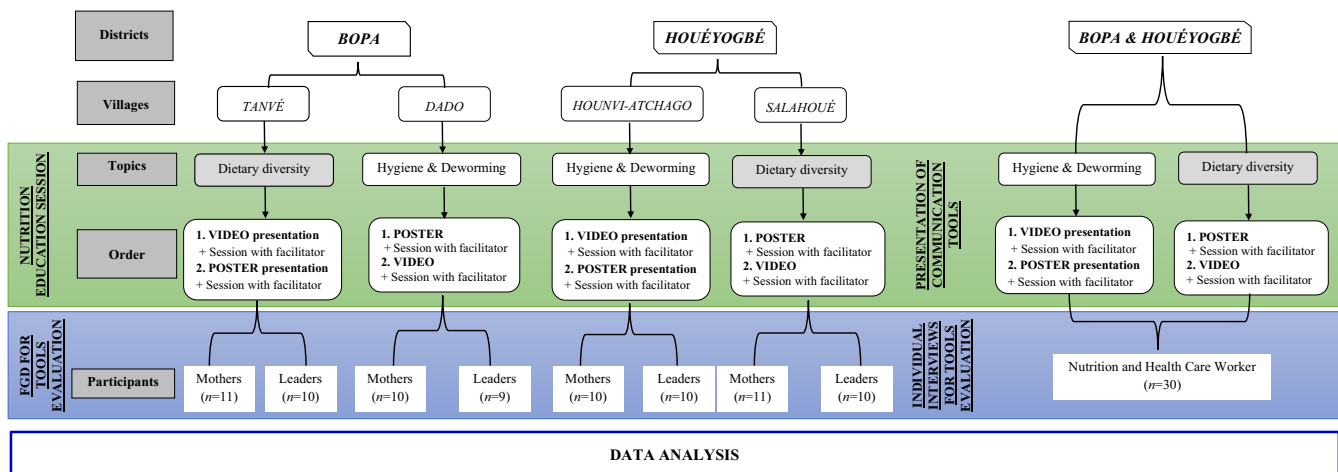 Districts
BOPA
HOUÉYOGBÉ
BOPA & HOUÉYOGBÉ
Villages
TANVÉ
DADO
HOUNVI-ATCHAGO
SALAHOUÉ
NUTRITION
EDUCATION SESSION
Topics
Dietary diversity
Hygiene & Deworming
Hygiene & Deworming
Dietary diversity
PRESENTATION OF
COMMUNICATION
TOOLS
Hygiene & Deworming
Dietary diversity
Order
1. VIDEO presentation
+ Session with facilitator
2. POSTER presentation
+ Session with facilitator
1. POSTER
+ Session with facilitator
2. VIDEO
+ Session with facilitator
1. VIDEO presentation
+ Session with facilitator
2. POSTER presentation
+ Session with facilitator
1. POSTER
+ Session with facilitator
2. VIDEO
+ Session with facilitator
1. VIDEO presentation
+ Session with facilitator
2. POSTER presentation
+ Session with facilitator
1. POSTER
+ Session with facilitator
2. VIDEO
+ Session with facilitator
FGD FOR
TOOLS
EVALUATION
Participants
Mothers
(n=11)
Leaders
(n=10)
Mothers
(n=10)
Leaders
(n=9)
Mothers
(n=10)
Leaders
(n=10)
Mothers
(n=11)
Leaders
(n=10)
INDIVIDUAL
INTERVIEWS
FOR TOOLS
EVALUATION
Nutrition and Health Care Worker
(n=30)
DATA ANALYSIS